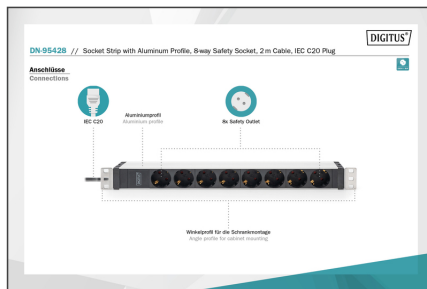 DIGITUS®
DN-95428 // Socket Strip with Aluminum Profile, 8-way Safety Socket, 2 m Cable, IEC C20 Plug
Anschlüsse
Connections
IEC C20
Aluminiumprofil
Aluminium profile
8x Safety Outlet
Winkelprofil für die Schrankmontage
Angle profile for cabinet mounting